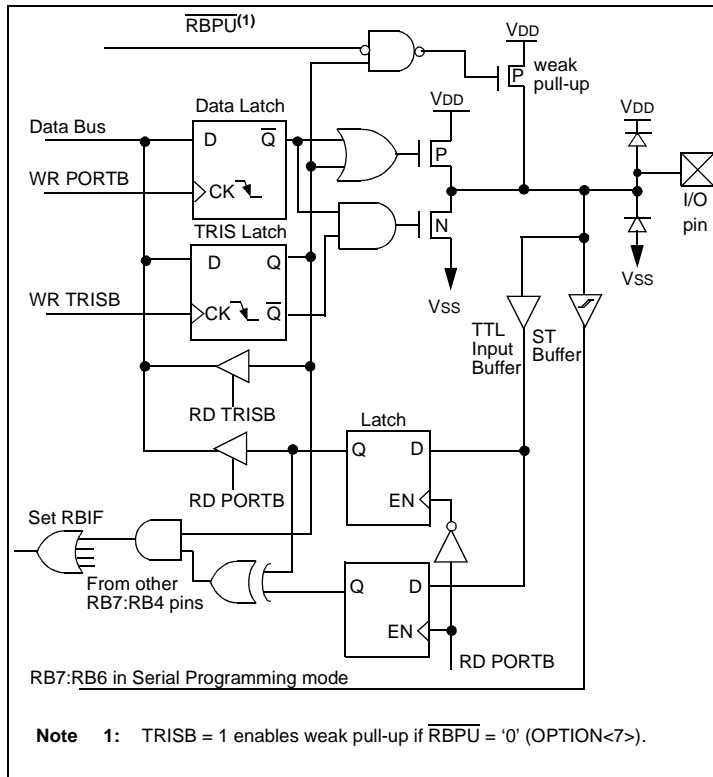 RBPU(1)
VDD
weak
pull-up
P
VDD
VDD
Data Latch
Data Bus
D
Q
P
WR PORTB
CK
I/O
pin
TRIS Latch
N
D
Q
VSS
WR TRISB
CK
Q
VSS
TTL
Input
Buffer
ST
Buffer
RD TRISB
Latch
Q
D
RD PORTB
EN
Set RBIF
From other
RB7:RB4 pins
Q
D
EN
RD PORTB
RB7:RB6 in Serial Programming mode
Note 1: TRISB = 1 enables weak pull-up if RBPU = ‘0’ (OPTION<7>).